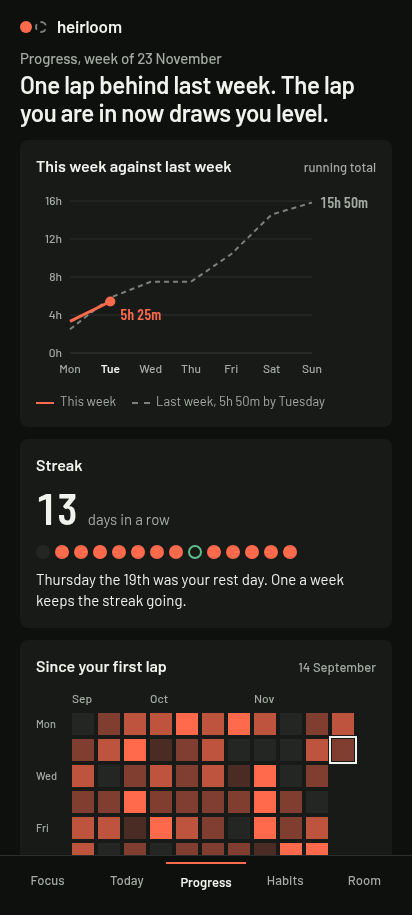 heirloom
Progress, week of 23 November
One lap behind last week. The lap
you are in now draws you level.
This week against last week
running total
16h
15h 50m
12h
8h
5h 25m
4h
0h
Mon Tue Wed Thu Fri Sat Sun
This week
Last week, 5h 50m by Tuesday
Streak
13 days in a row
Thursday the 19th was your rest day. One a week
keeps the streak going.
Since your first lap
14 September
Sep Oct Nov
Mon
Wed
Fri
Focus Today Progress Habits Room